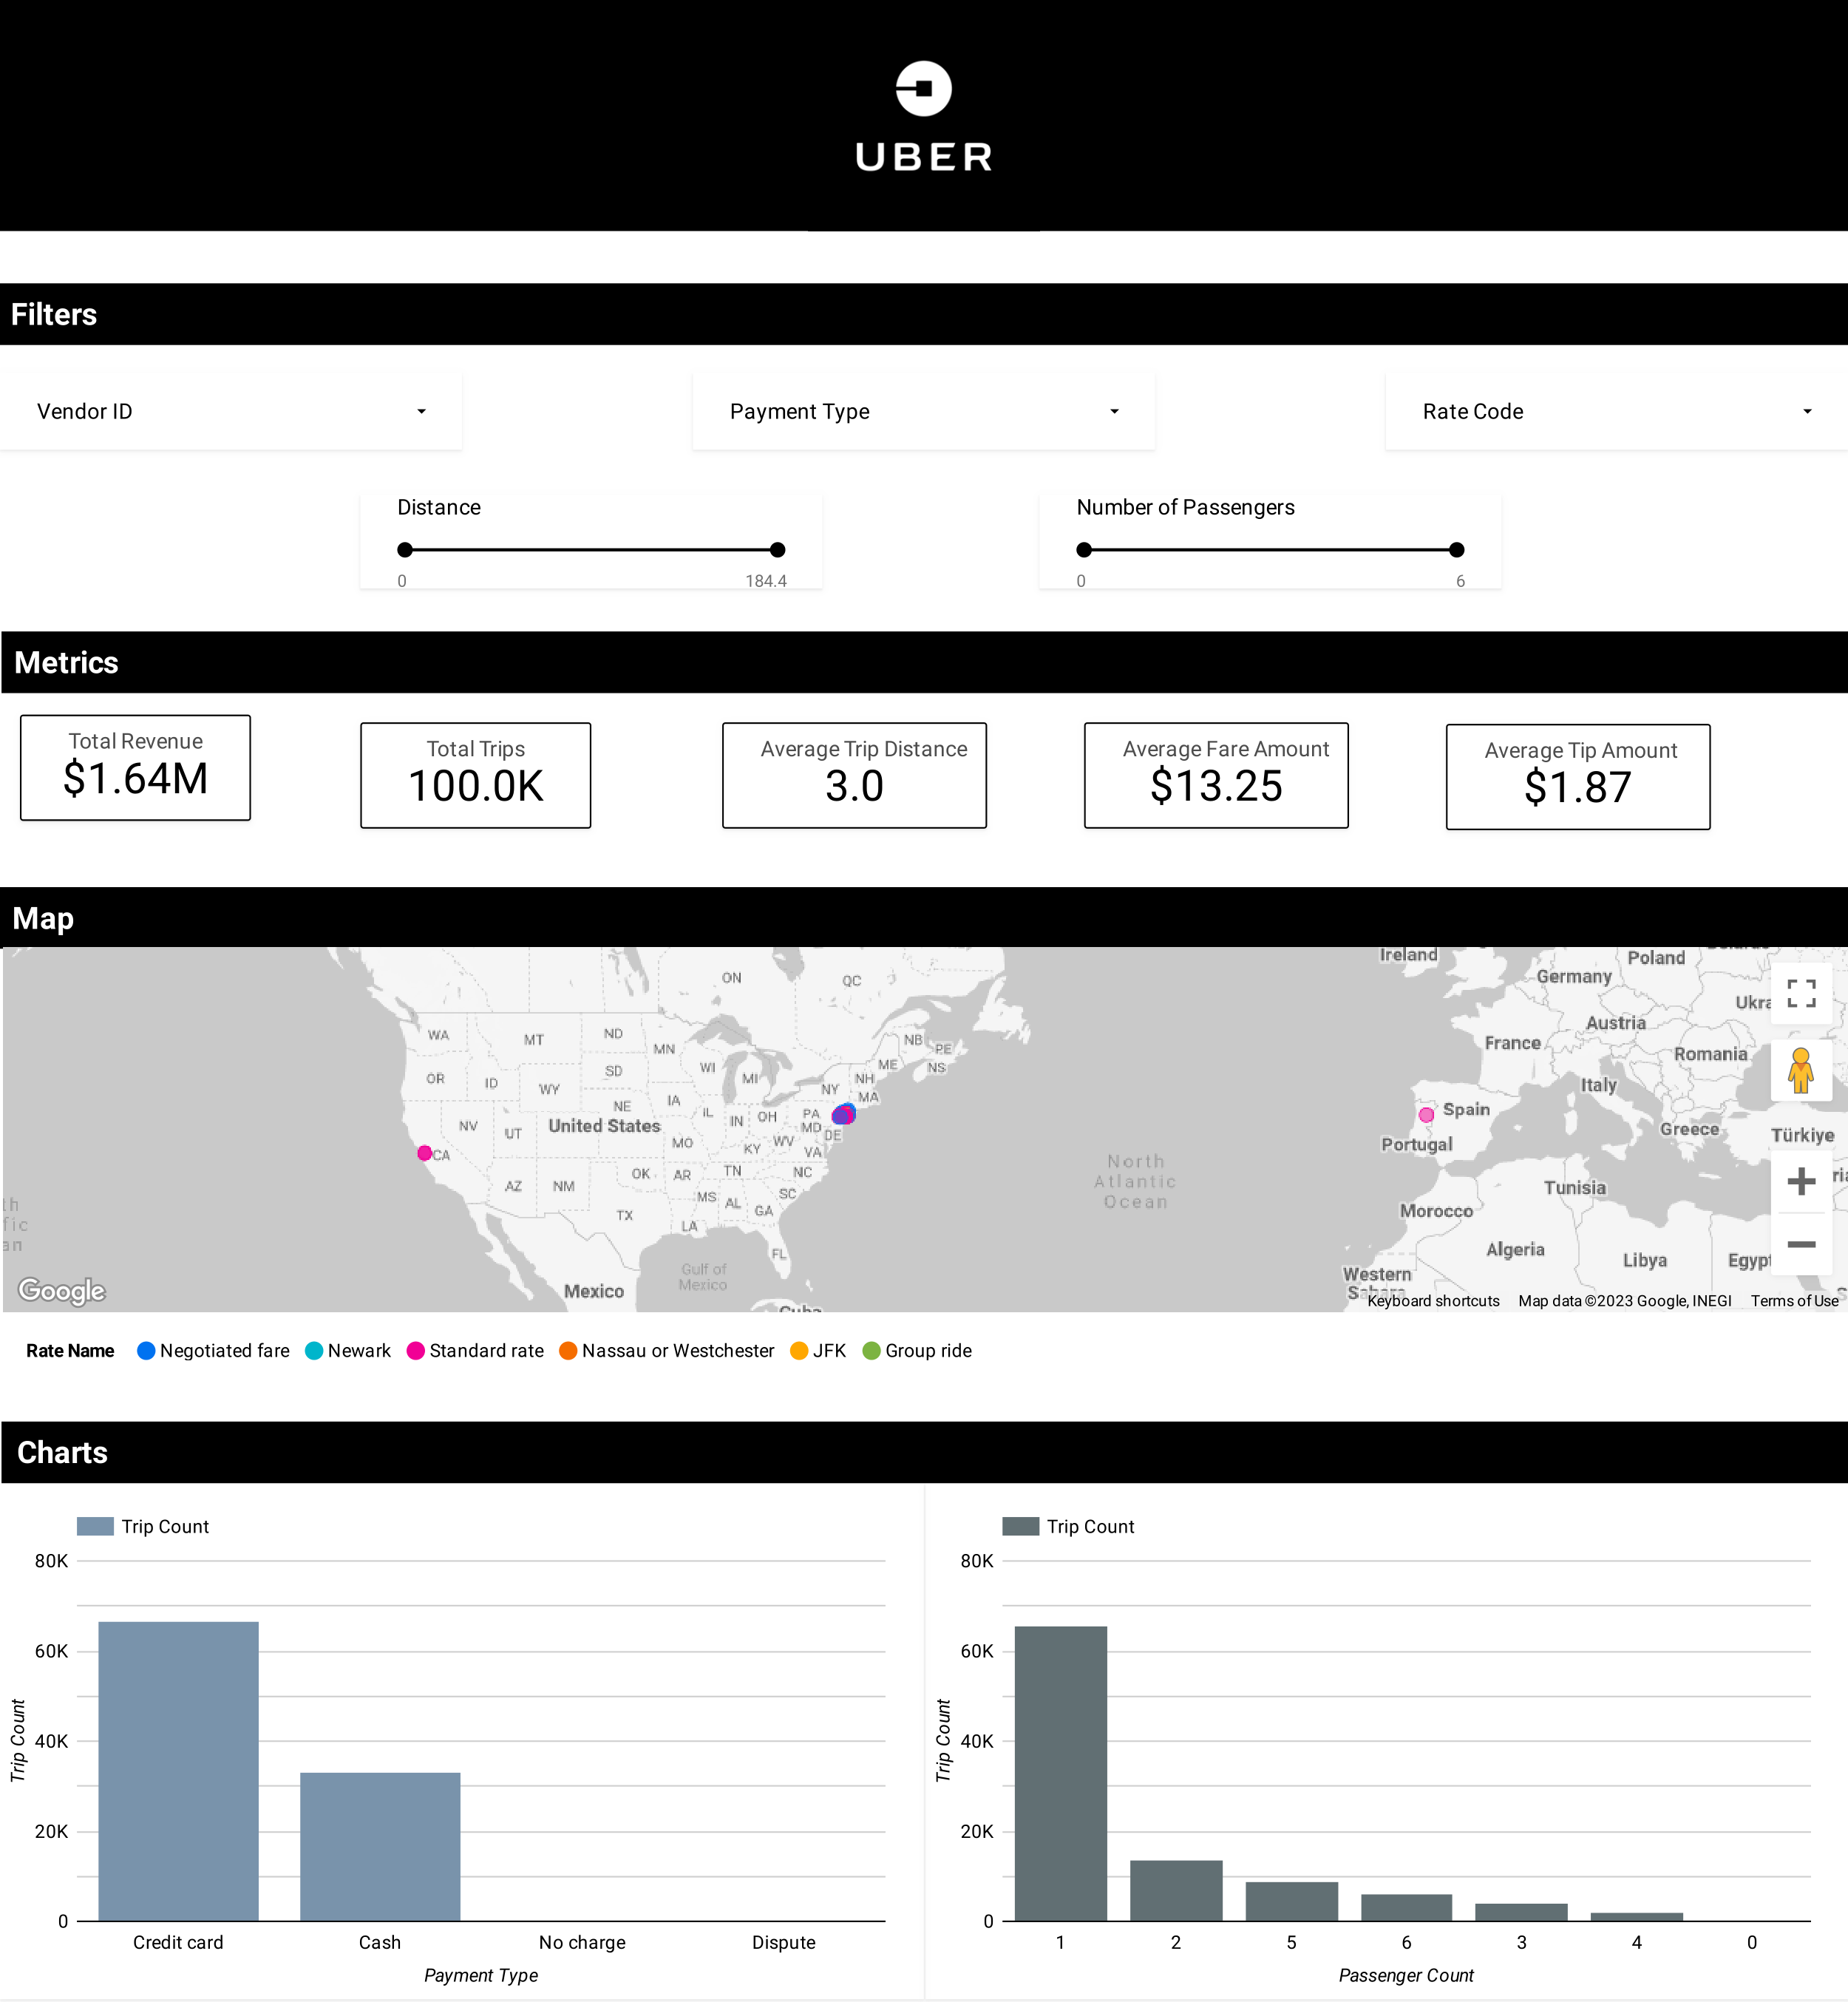 UBER
Filters
Vendor ID
Payment Type
Rate Code
Distance
0 184.4
Number of Passengers
0 6
Metrics
Total Revenue
$1.64M
Total Trips
100.0K
Average Trip Distance
3.0
Average Fare Amount
$13.25
Average Tip Amount
$1.87
Map
ON
QC
WA
MT
ND
MN
NB
PE
NS
ME
OR
ID
WY
SD
WI
MI
NY
NH
MA
NV
UT
NE
IA
IL
IN
OH
PA
MD
DE
United States
CA
MO
KY
WV
VA
AZ
NM
OK
AR
TN
NC
MS
AL
SC
GA
TX
LA
FL
Gulf of
Mexico
Mexico
Cuba
North
Atlantic
Ocean
Ireland
Poland
Germany
Ukra
Austria
France
Romania
Italy
Spain
Portugal
Greece
Türkiye
Tunisia
Morocco
Algeria
Libya
Egypt
Western
Google
Keyboard shortcuts Map data ©2023 Google, INEGI Terms of Use
Rate Name Negotiated fare Newark Standard rate Nassau or Westchester JFK Group ride
Charts
Trip Count
80K
60K
40K
20K
0
Trip Count
Credit card Cash No charge Dispute
Payment Type
Trip Count
80K
60K
40K
20K
0
Trip Count
1 2 5 6 3 4 0
Passenger Count